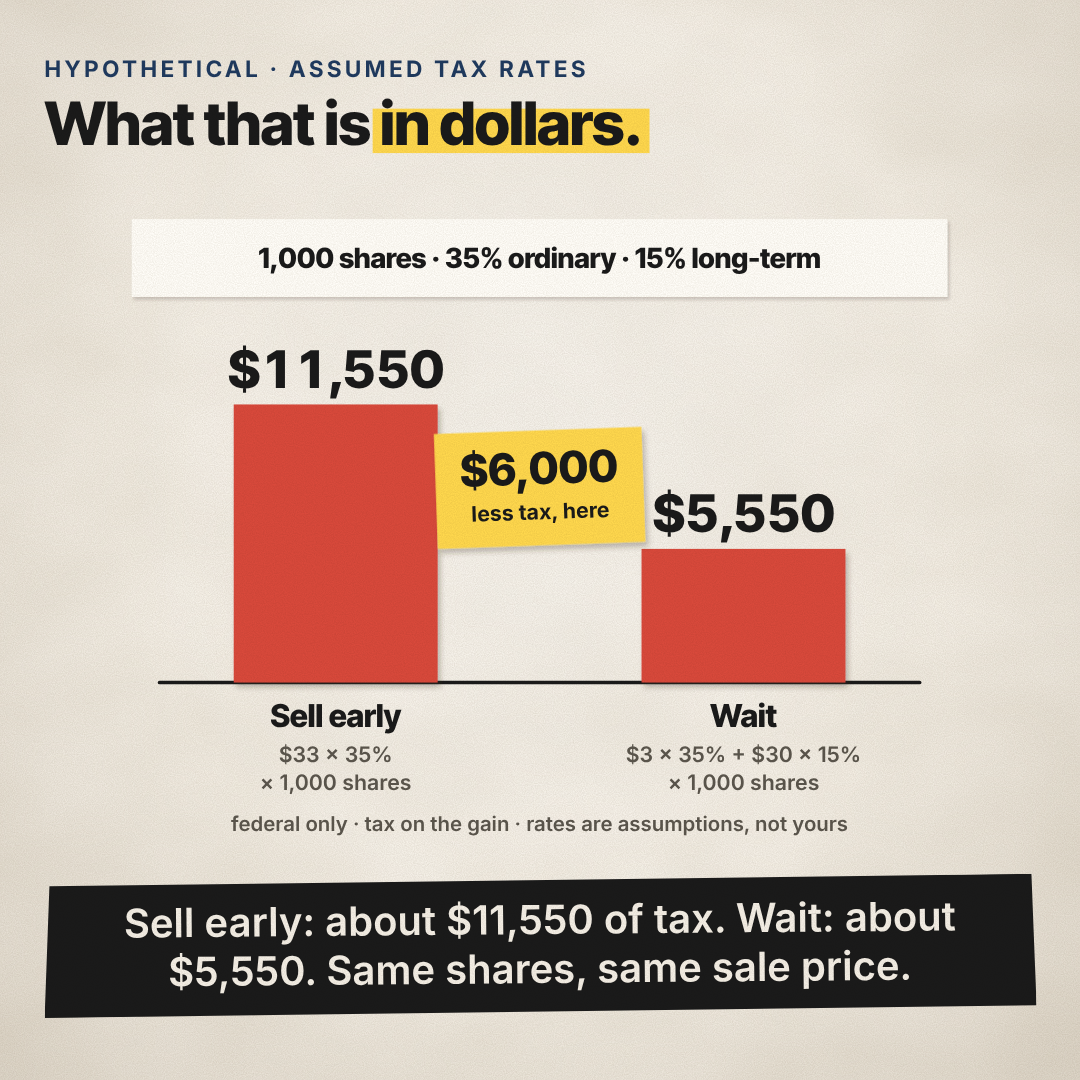 HYPOTHETICAL · ASSUMED TAX RATES
What that is in dollars.
1,000 shares · 35% ordinary · 15% long-term
$11,550
$6,000
less tax, here
$5,550
Sell early
$33 × 35%
× 1,000 shares
Wait
$3 × 35% + $30 × 15%
× 1,000 shares
federal only · tax on the gain · rates are assumptions, not yours
Sell early: about $11,550 of tax. Wait: about
$5,550. Same shares, same sale price.